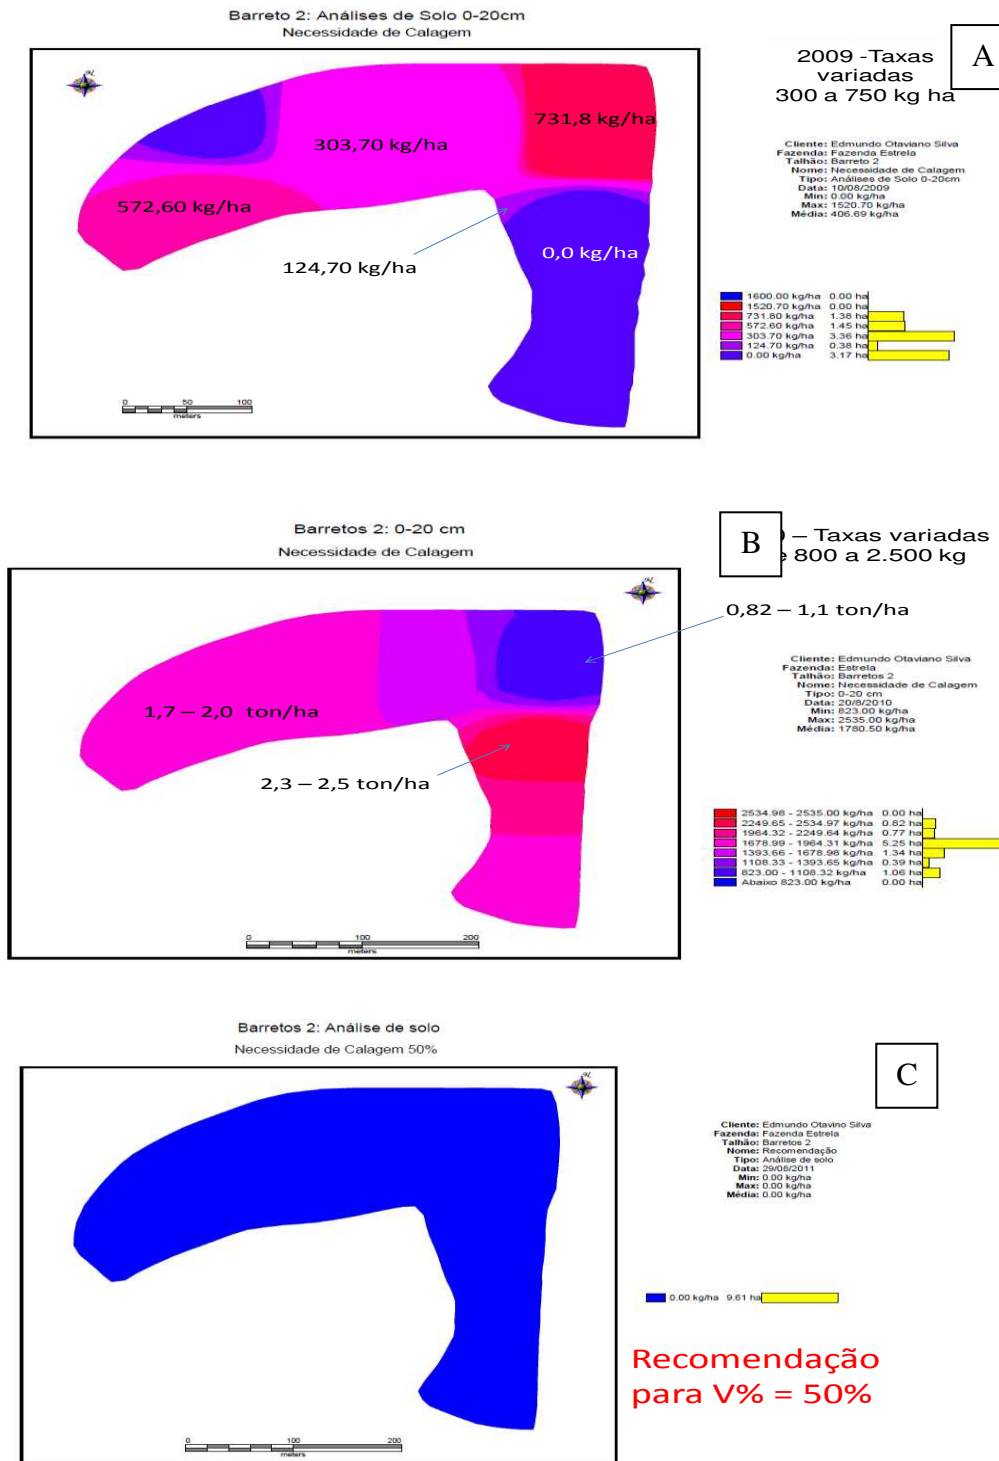 Barreto 2: Análises de Solo 0-20cm
Necessidade de Calagem
A
2009 -Taxas
variadas
300 a 750 kg ha
731,8 kg/ha
303,70 kg/ha
572,60 kg/ha
124,70 kg/ha
0,0 kg/ha
0 50 100
meters
Cliente: Edmundo Otaviano Silva
Fazenda: Fazenda Estrela
Talhão: Barreto 2
Nome: Necessidade de Calagem
Tipo: Análises de Solo 0-20cm
Data: 10/08/2009
Min: 0.00 kg/ha
Max: 1520.70 kg/ha
Média: 406.69 kg/ha
1600.00 kg/ha 0.00 ha
1520.70 kg/ha 0.00 ha
731.80 kg/ha 1.38 ha
572.60 kg/ha 1.45 ha
303.70 kg/ha 3.36 ha
124.70 kg/ha 0.38 ha
0.00 kg/ha 3.17 ha
Barretos 2: 0-20 cm
Necessidade de Calagem
B
– Taxas variadas
800 a 2.500 kg
0,82 – 1,1 ton/ha
1,7 – 2,0 ton/ha
2,3 – 2,5 ton/ha
0 100 200
meters
Cliente: Edmundo Otaviano Silva
Fazenda: Estrela
Talhão: Barretos 2
Nome: Necessidade de Calagem
Tipo: 0-20 cm
Data: 20/8/2010
Min: 823.00 kg/ha
Max: 2535.00 kg/ha
Média: 1780.50 kg/ha
2534.98 - 2535.00 kg/ha 0.00 ha
2249.65 - 2534.97 kg/ha 0.82 ha
1964.32 - 2249.64 kg/ha 0.77 ha
1678.99 - 1964.31 kg/ha 5.25 ha
1393.66 - 1678.98 kg/ha 1.34 ha
1108.33 - 1393.65 kg/ha 0.39 ha
823.00 - 1108.32 kg/ha 1.06 ha
Abaixo 823.00 kg/ha 0.00 ha
Barretos 2: Análise de solo
Necessidade de Calagem 50%
C
0 100 200
meters
Cliente: Edmundo Otavino Silva
Fazenda: Fazenda Estrela
Talhão: Barretos 2
Nome: Recomendação
Tipo: Análise de solo
Data: 29/08/2011
Min: 0.00 kg/ha
Max: 0.00 kg/ha
Média: 0.00 kg/ha
0.00 kg/ha 9.61 ha
Recomendação
para V% = 50%